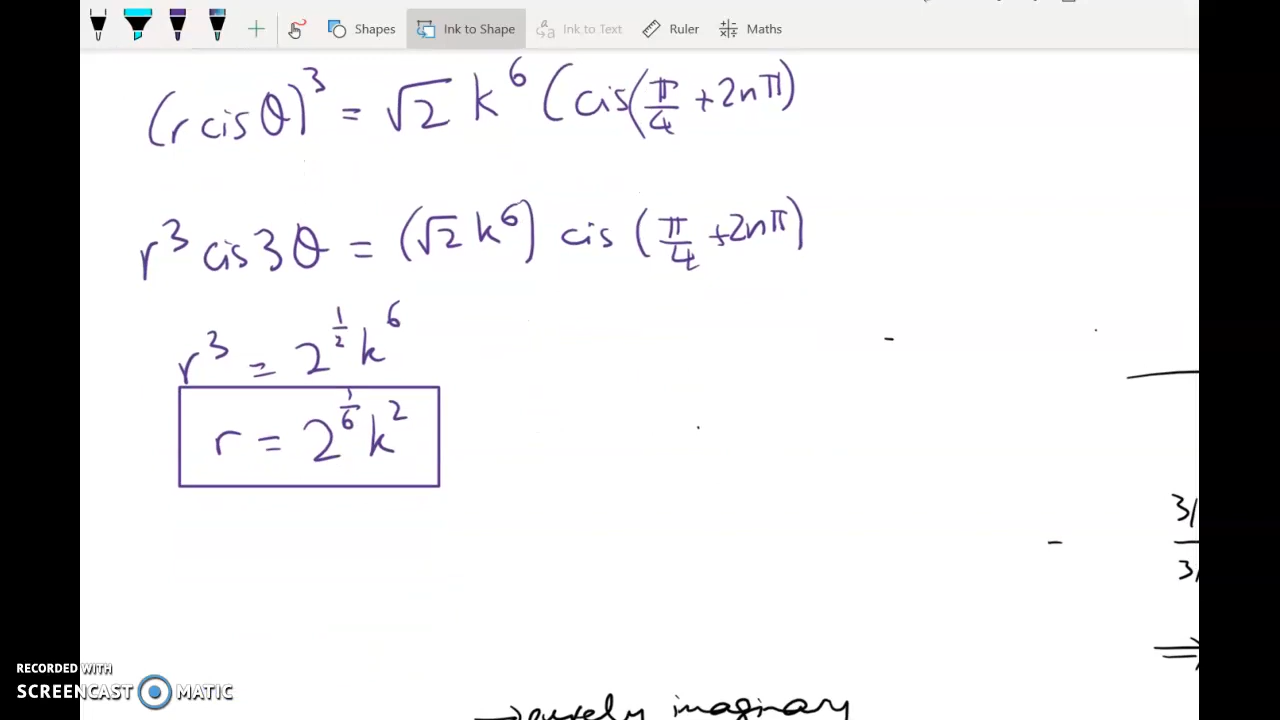 Shapes Ink to Shape Ink to Text Ruler Maths
(r cis θ)³ = √2 k⁶ (cis(π/4 + 2nπ)
r³ cis 3θ = (√2 k⁶) cis (π/4 + 2nπ)
r³ = 2^(1/2) k⁶
r = 2^(1/6) k²
3/
3/
⇒
→ purely imaginary
RECORDED WITH
SCREENCAST MATIC